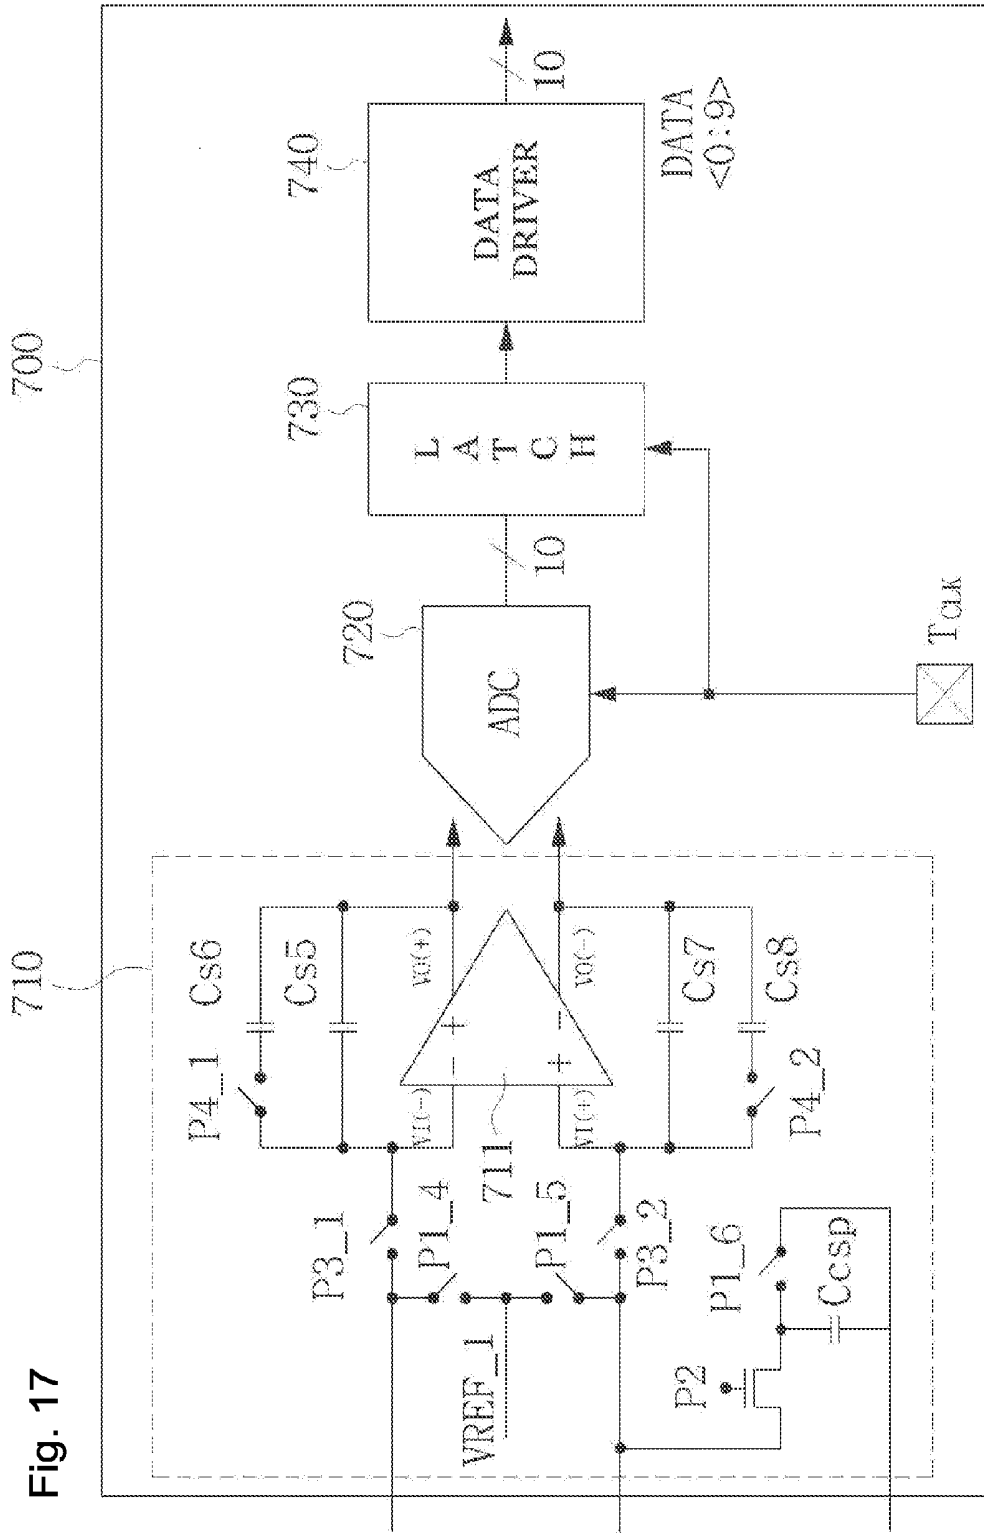 Fig. 17
700
710
Cs6
P4_1
Cs5
P3_1
VI(-)
VO(+)
- +
P1_4
711
VREF_1
P1_5
+ -
VI(+)
VO(-)
P3_2
Cs7
P4_2
Cs8
P2
P1_6
Ccsp
720
ADC
10
730
LATCH
740
DATA
DRIVER
10
DATA
<0:9>
TCLK